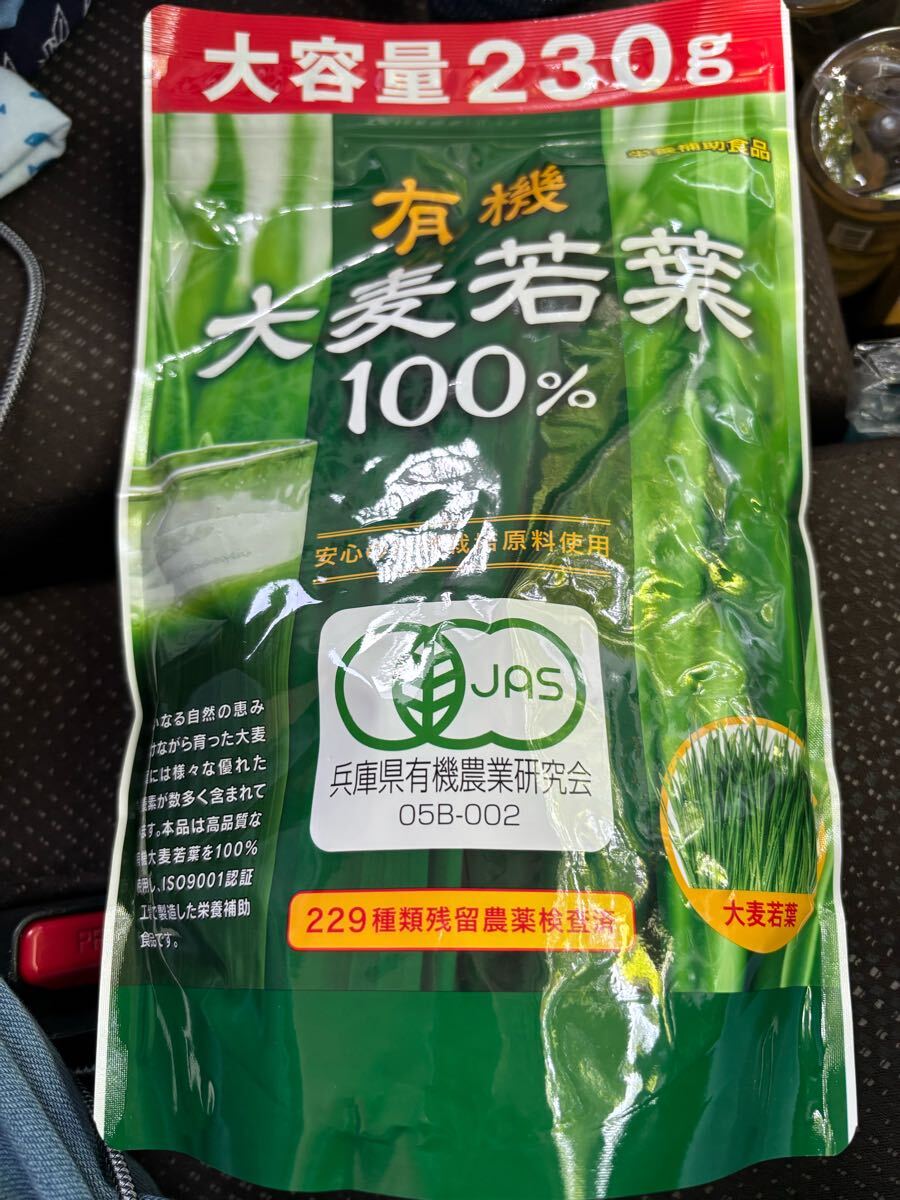 大容量230g
補助食品
有機
大麦若葉
100%
安心の
原料使用
JAS
兵庫県有機農業研究会
05B-002
なる自然の恵み
けながら育った大麦
には様々な優れた
素が数多く含まれて
ます。本品は高品質な
大麦若葉を100%
用し、ISO9001認証
工場で製造した栄養補助
食品です。
229種類残留農薬検査済
大麦若葉
PR